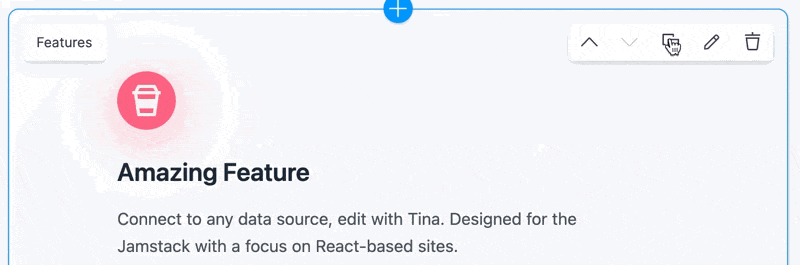 Features
Amazing Feature
Connect to any data source, edit with Tina. Designed for the
Jamstack with a focus on React-based sites.